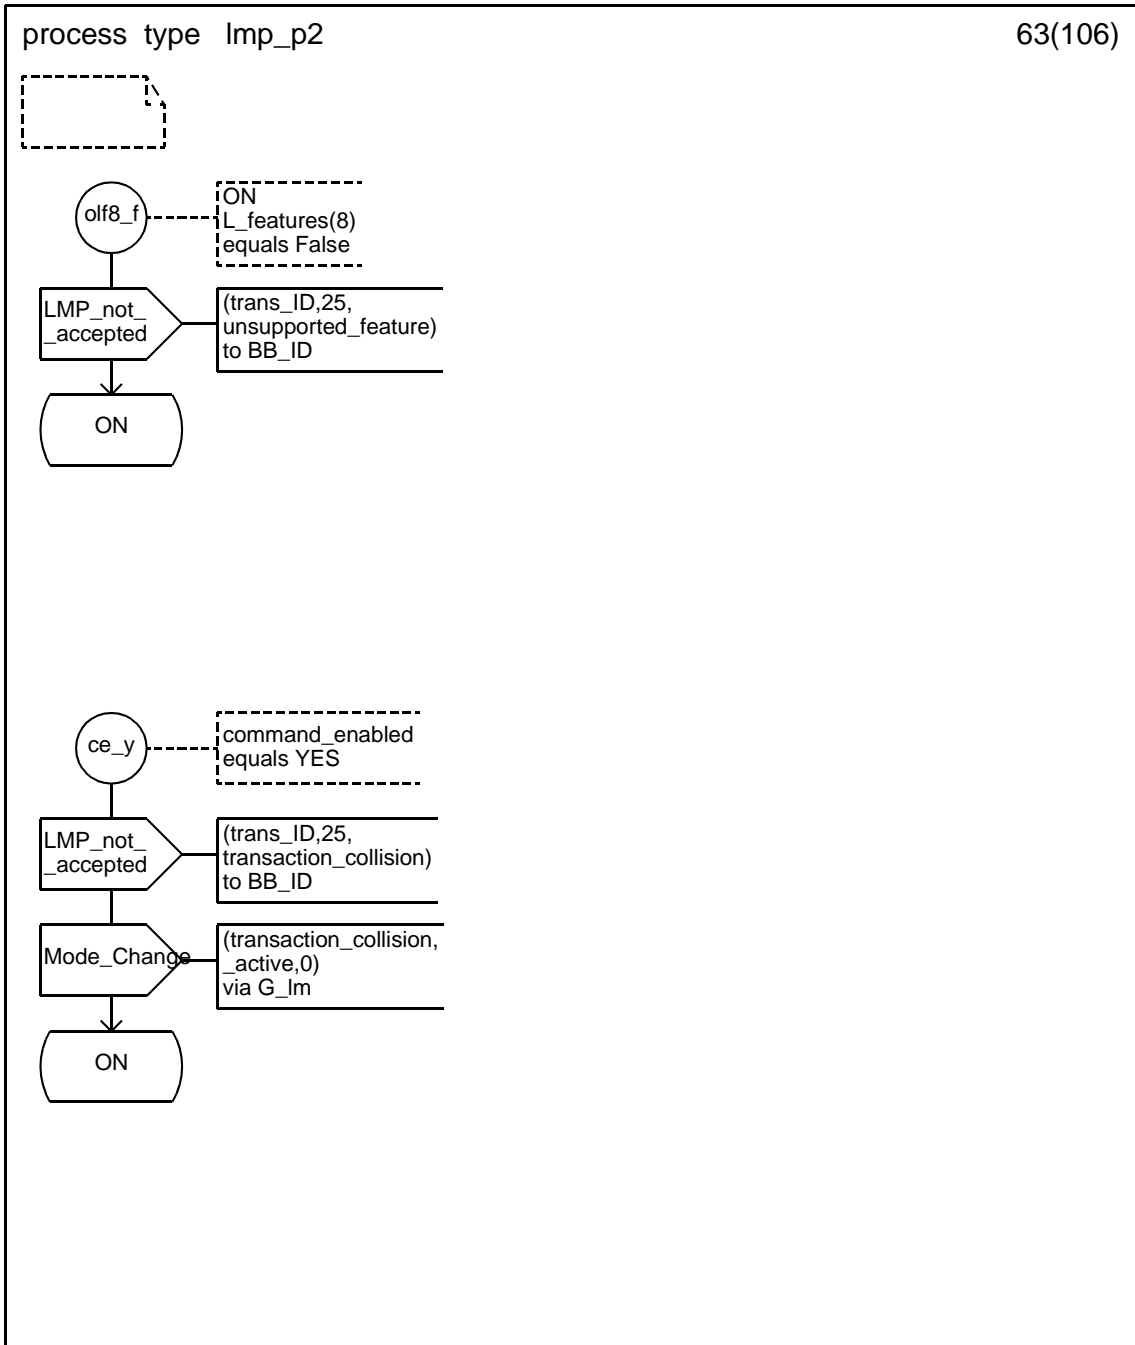 process type lmp_p2
63(106)
olf8_f
ON
L_features(8)
equals False
LMP_not_
_accepted
(trans_ID,25,
unsupported_feature)
to BB_ID
ON
ce_y
command_enabled
equals YES
LMP_not_
_accepted
(trans_ID,25,
transaction_collision)
to BB_ID
Mode_Change
(transaction_collision,
_active,0)
via G_lm
ON